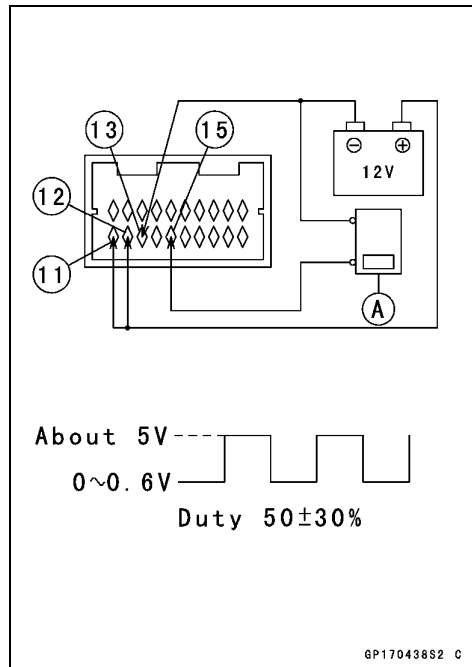 13 15
12
11
⊖ ⊕
12V
A
About 5V
0~0.6V
Duty 50±30%
GP170438S2 C